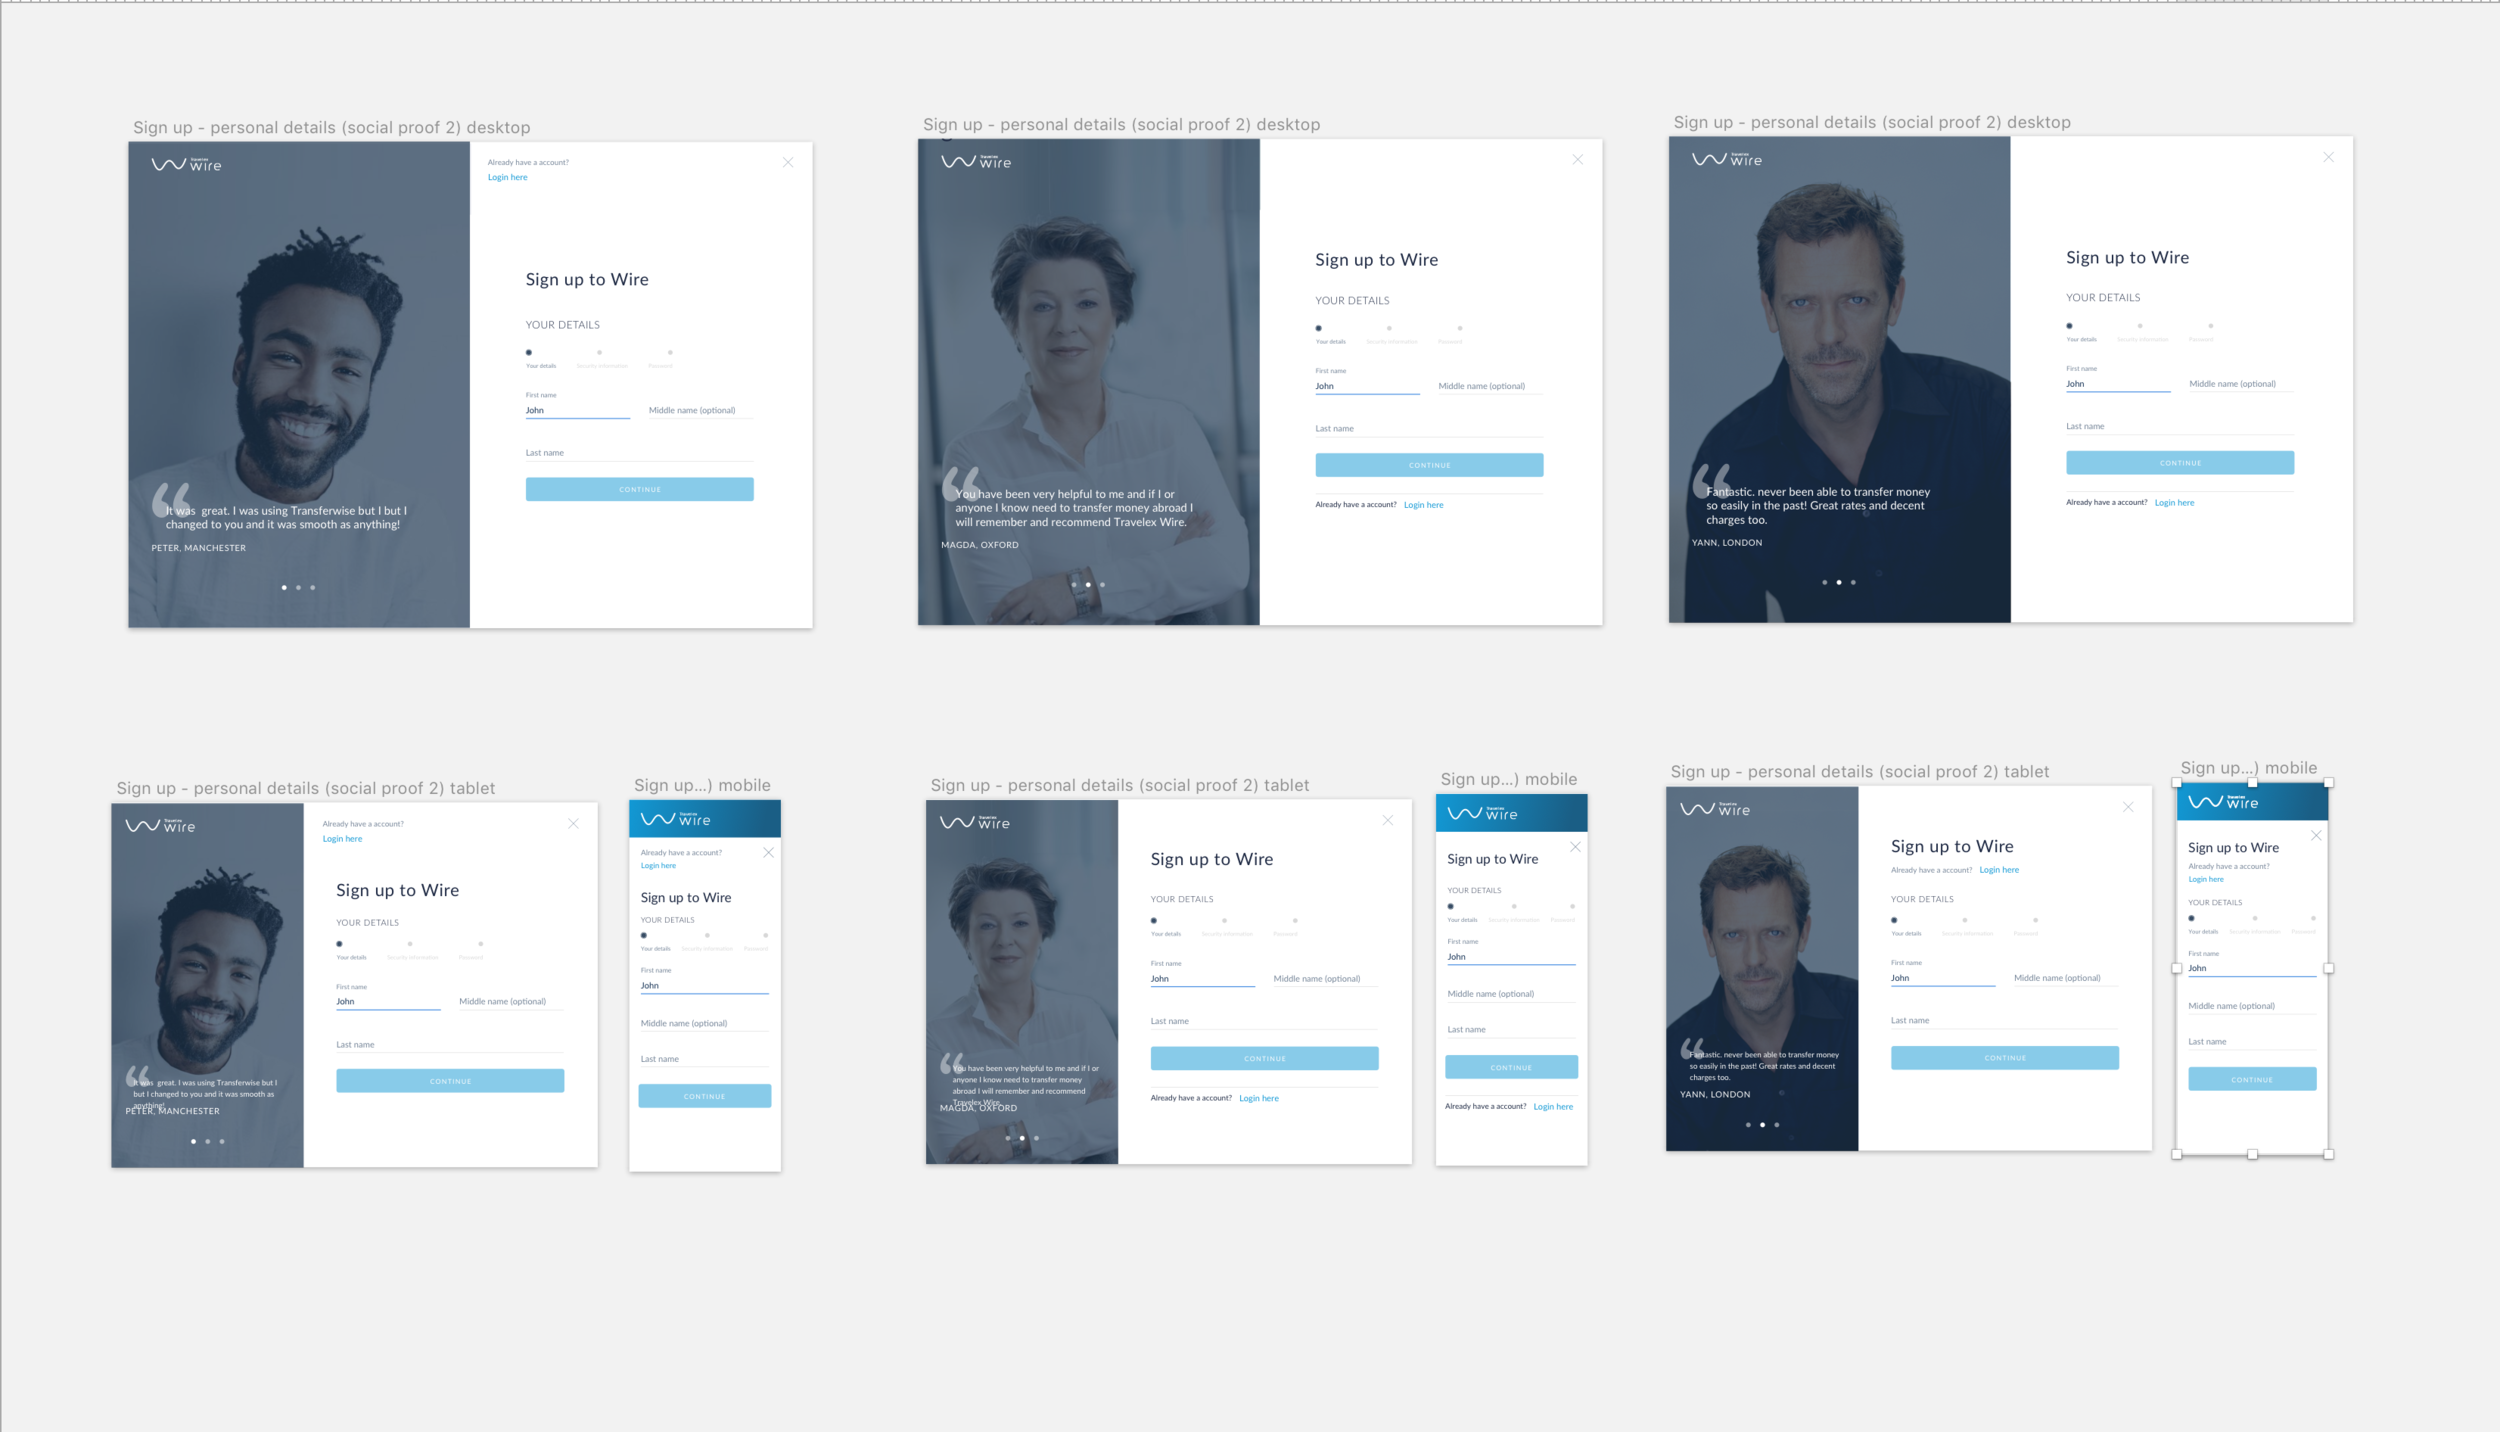 Sign up - personal details (social proof 2) desktop
Travelex
wire
Already have a account?
Login here
Sign up to Wire
YOUR DETAILS
Your details Security information Password
First name
John Middle name (optional)
Last name
CONTINUE
“
It was  great. I was using Transferwise but I but I
changed to you and it was smooth as anything!
PETER, MANCHESTER
Sign up - personal details (social proof 2) desktop
Travelex
wire
Sign up to Wire
YOUR DETAILS
Your details Security information Password
First name
John Middle name (optional)
Last name
CONTINUE
Already have a account? Login here
“
You have been very helpful to me and if I or
anyone I know need to transfer money abroad I
will remember and recommend Travelex Wire.
MAGDA, OXFORD
Sign up - personal details (social proof 2) desktop
Travelex
wire
Sign up to Wire
YOUR DETAILS
Your details Security information Password
First name
John Middle name (optional)
Last name
CONTINUE
Already have a account? Login here
“
Fantastic. never been able to transfer money
so easily in the past! Great rates and decent
charges too.
YANN, LONDON
Sign up - personal details (social proof 2) tablet
Travelex
wire
Already have a account?
Login here
Sign up to Wire
YOUR DETAILS
Your details Security information Password
First name
John Middle name (optional)
Last name
CONTINUE
“
It was  great. I was using Transferwise but I
but I changed to you and it was smooth as
anything!
PETER, MANCHESTER
Sign up...) mobile
Travelex
wire
Already have a account?
Login here
Sign up to Wire
YOUR DETAILS
Your details Security information Password
First name
John
Middle name (optional)
Last name
CONTINUE
Sign up - personal details (social proof 2) tablet
Travelex
wire
Sign up to Wire
YOUR DETAILS
Your details Security information Password
First name
John Middle name (optional)
Last name
CONTINUE
Already have a account? Login here
“
You have been very helpful to me and if I or
anyone I know need to transfer money
abroad I will remember and recommend
Travelex Wire.
MAGDA, OXFORD
Sign up...) mobile
Travelex
wire
Sign up to Wire
YOUR DETAILS
Your details Security information Password
First name
John
Middle name (optional)
Last name
CONTINUE
Already have a account? Login here
Sign up - personal details (social proof 2) tablet
Travelex
wire
Sign up to Wire
Already have a account? Login here
YOUR DETAILS
Your details Security information Password
First name
John Middle name (optional)
Last name
CONTINUE
“
Fantastic. never been able to transfer money
so easily in the past! Great rates and decent
charges too.
YANN, LONDON
Sign up...) mobile
Travelex
wire
Sign up to Wire
Already have a account?
Login here
YOUR DETAILS
Your details Security information Password
First name
John
Middle name (optional)
Last name
CONTINUE